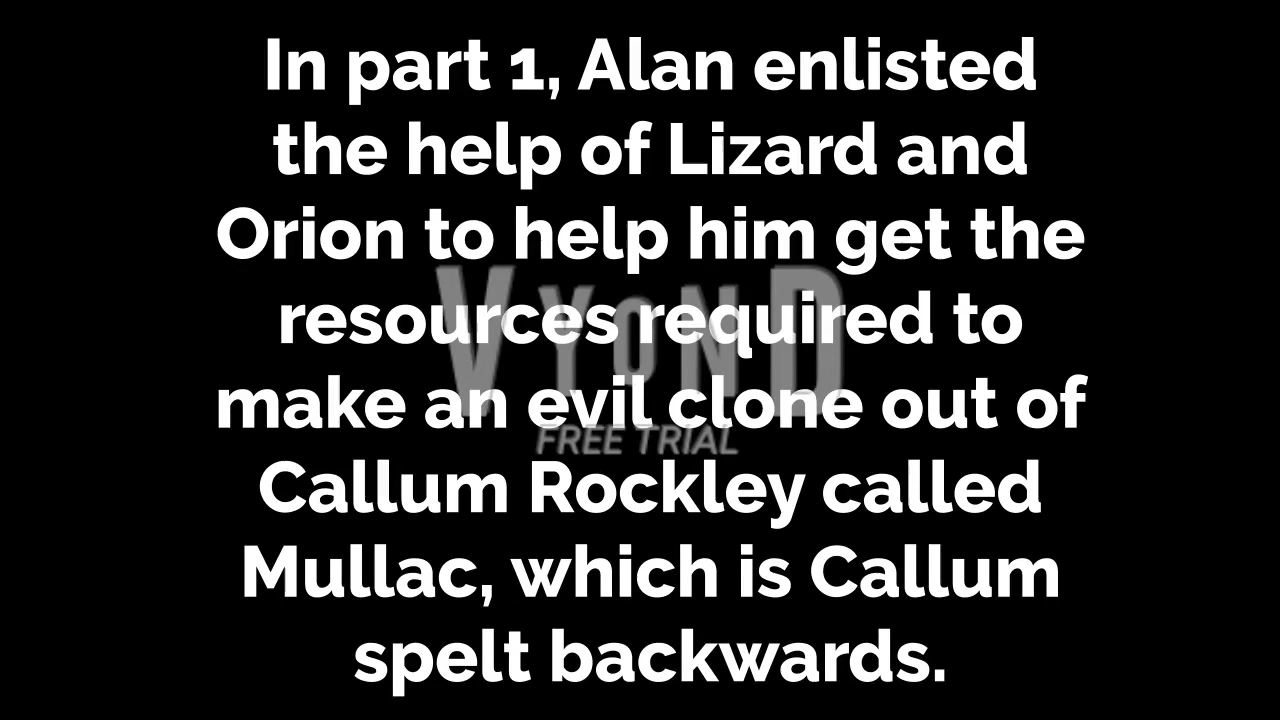 In part 1, Alan enlisted
the help of Lizard and
Orion to help him get the
resources required to
make an evil clone out of
Callum Rockley called
Mullac, which is Callum
spelt backwards.
VYOND
FREE TRIAL